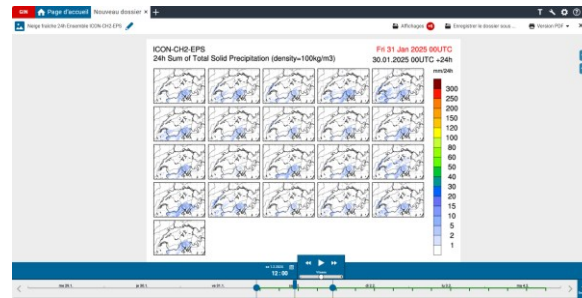 GIN Page d'accueil Nouveau dossier × +
Neige fraîche 24h Ensemble ICON-CH2-EPS
Affichages
Enregistrer le dossier sous ...
Version PDF
ICON-CH2-EPS
24h Sum of Total Solid Precipitation (density=100kg/m3)
Fri 31 Jan 2025 00UTC
30.01.2025 00UTC +24h
mm/24h
300
250
200
150
120
100
80
60
50
40
30
20
15
10
5
2
1
12:00